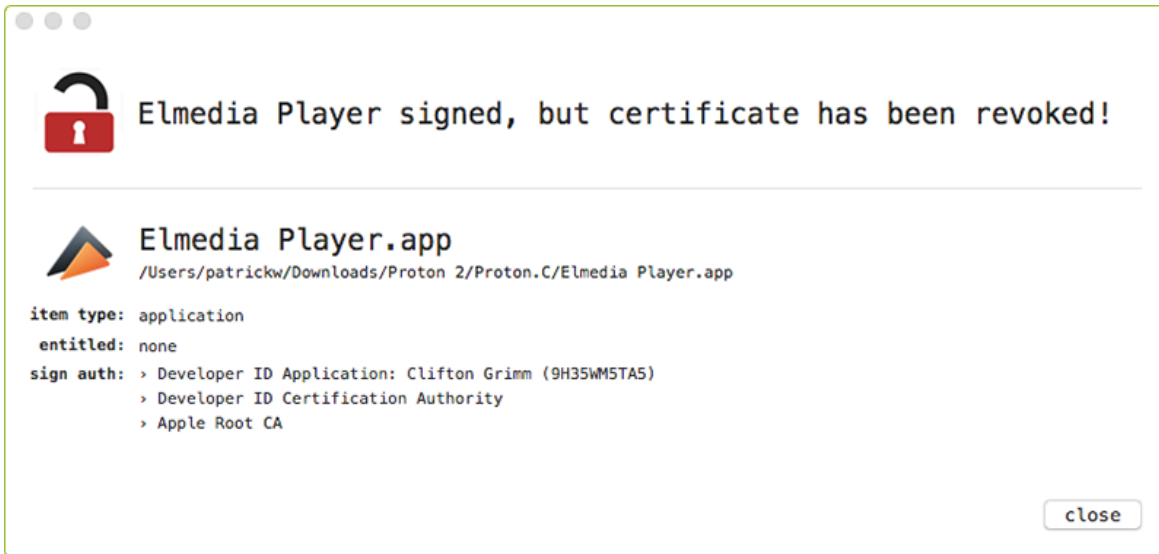 Elmedia Player signed, but certificate has been revoked!
Elmedia Player.app
/Users/patrickw/Downloads/Proton 2/Proton.C/Elmedia Player.app
item type: application
entitled: none
sign auth: › Developer ID Application: Clifton Grimm (9H35WM5TA5)
› Developer ID Certification Authority
› Apple Root CA
close